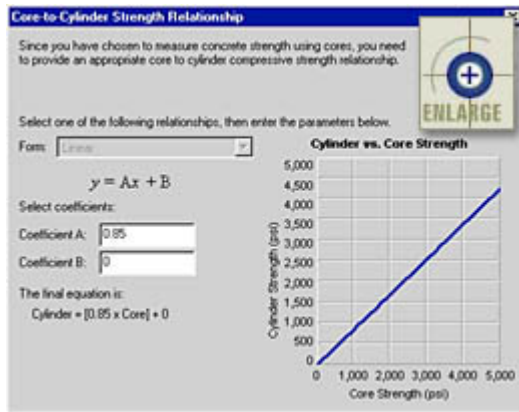 Core-to-Cylinder Strength Relationship
Since you have chosen to measure concrete strength using cores, you need
to provide an appropriate core to cylinder compressive strength relationship.
ENLARGE
Select one of the following relationships, then enter the parameters below.
Form: Linear
y = Ax + B
Select coefficients:
Coefficient A: 0.85
Coefficient B: 0
The final equation is:
Cylinder = [0.85 x Core] + 0
Cylinder vs. Core Strength
Cylinder Strength (psi)
5,000
4,500
4,000
3,500
3,000
2,500
2,000
1,500
1,000
500
0
0 1,000 2,000 3,000 4,000 5,000
Core Strength (psi)